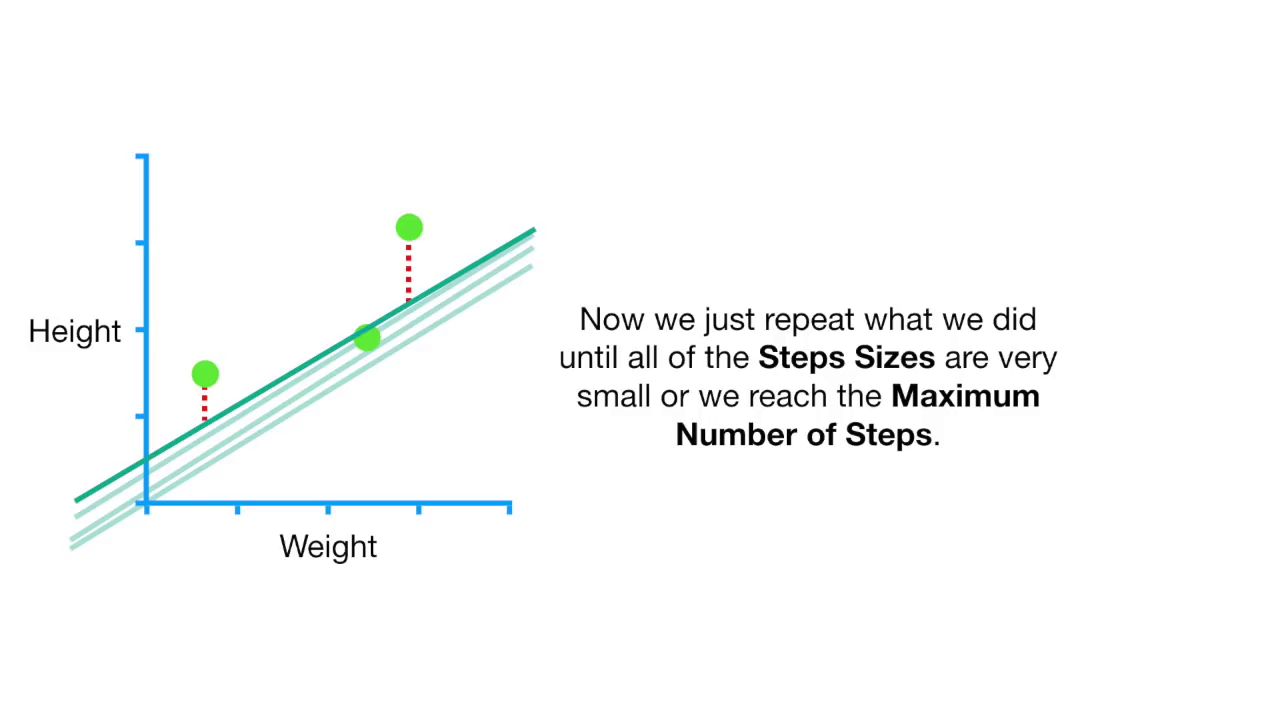 Height
Weight
Now we just repeat what we did
until all of the Steps Sizes are very
small or we reach the Maximum
Number of Steps.